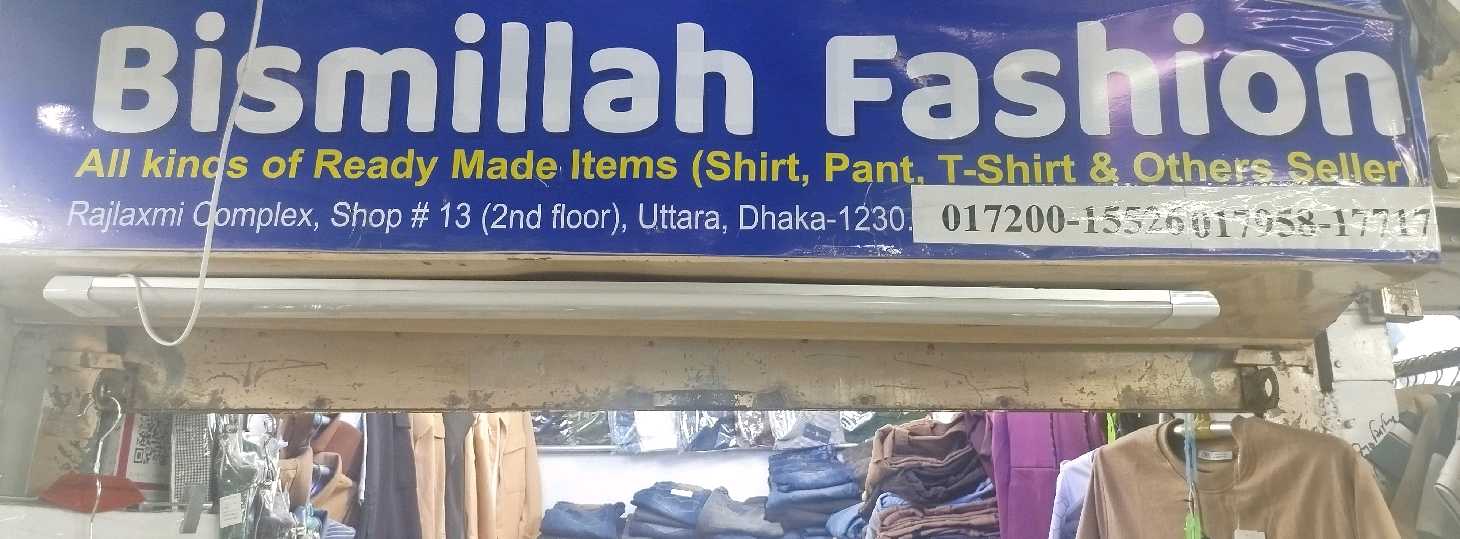 Bismillah Fashion
All kinds of Ready Made Items (Shirt, Pant, T-Shirt & Others Seller
Rajlaxmi Complex, Shop # 13 (2nd floor), Uttara, Dhaka-1230. 017200-15526 017958-17717